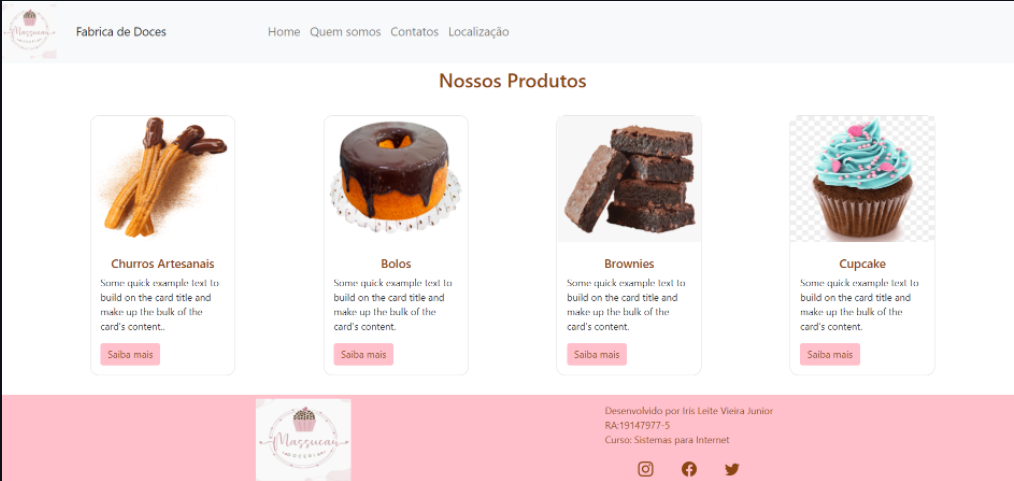 Massucau
Fabrica de Doces
Home Quem somos Contatos Localização
Nossos Produtos
Churros Artesanais
Some quick example text to
build on the card title and
make up the bulk of the
card's content..
Saiba mais
Bolos
Some quick example text to
build on the card title and
make up the bulk of the
card's content.
Saiba mais
Brownies
Some quick example text to
build on the card title and
make up the bulk of the
card's content.
Saiba mais
Cupcake
Some quick example text to
build on the card title and
make up the bulk of the
card's content.
Saiba mais
Massucau
Desenvolvido por Iris Leite Vieira Junior
RA:19147977-5
Curso: Sistemas para Internet